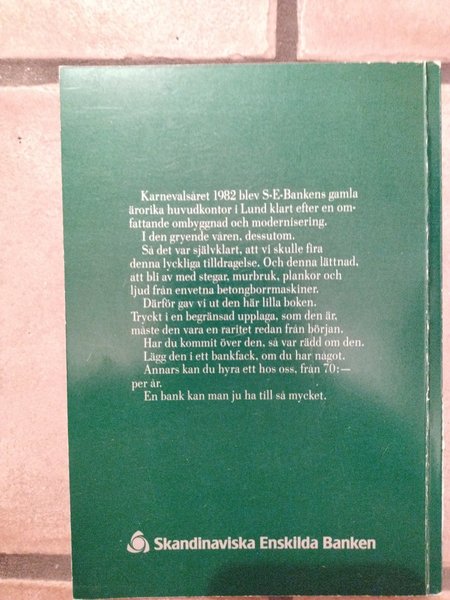 Karnevalsåret 1982 blev S-E-Bankens gamla
ärorika huvudkontor i Lund klart efter en om-
fattande ombyggnad och modernisering.
I den gryende våren, dessutom.
Så det var självklart, att vi skulle fira
denna lyckliga tilldragelse. Och denna lättnad,
att bli av med stegar, murbruk, plankor och
ljud från envetna betongborrmaskiner.
Därför gav vi ut den här lilla boken.
Tryckt i en begränsad upplaga, som den är,
måste den vara en raritet redan från början.
Har du kommit över den, så var rädd om den.
Lägg den i ett bankfack, om du har något.
Annars kan du hyra ett hos oss, från 70:—
per år.
En bank kan man ju ha till så mycket.
Skandinaviska Enskilda Banken